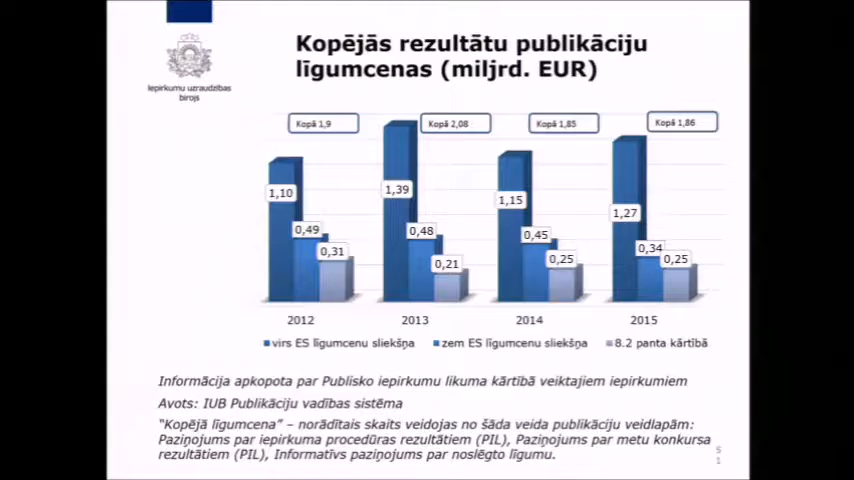 Kopējās rezultātu publikāciju
līgumcenas (miljrd. EUR)
Iepirkumu uzraudzības
birojs
Kopā 1,9
Kopā 2,08
Kopā 1,85
Kopā 1,86
1,10
0,49
0,31
1,39
0,48
0,21
1,15
0,45
0,25
1,27
0,34
0,25
2012
2013
2014
2015
virs ES līgumcenu sliekšņa
zem ES līgumcenu sliekšņa
8.2 panta kārtībā
Informācija apkopota par Publisko iepirkumu likuma kārtībā veiktajiem iepirkumiem
Avots: IUB Publikāciju vadības sistēma
“Kopējā līgumcena” – norādītais skaits veidojas no šāda veida publikāciju veidlapām:
Paziņojums par iepirkuma procedūras rezultātiem (PIL), Paziņojums par metu konkursa
rezultātiem (PIL), Informatīvs paziņojums par noslēgto līgumu.
5
1